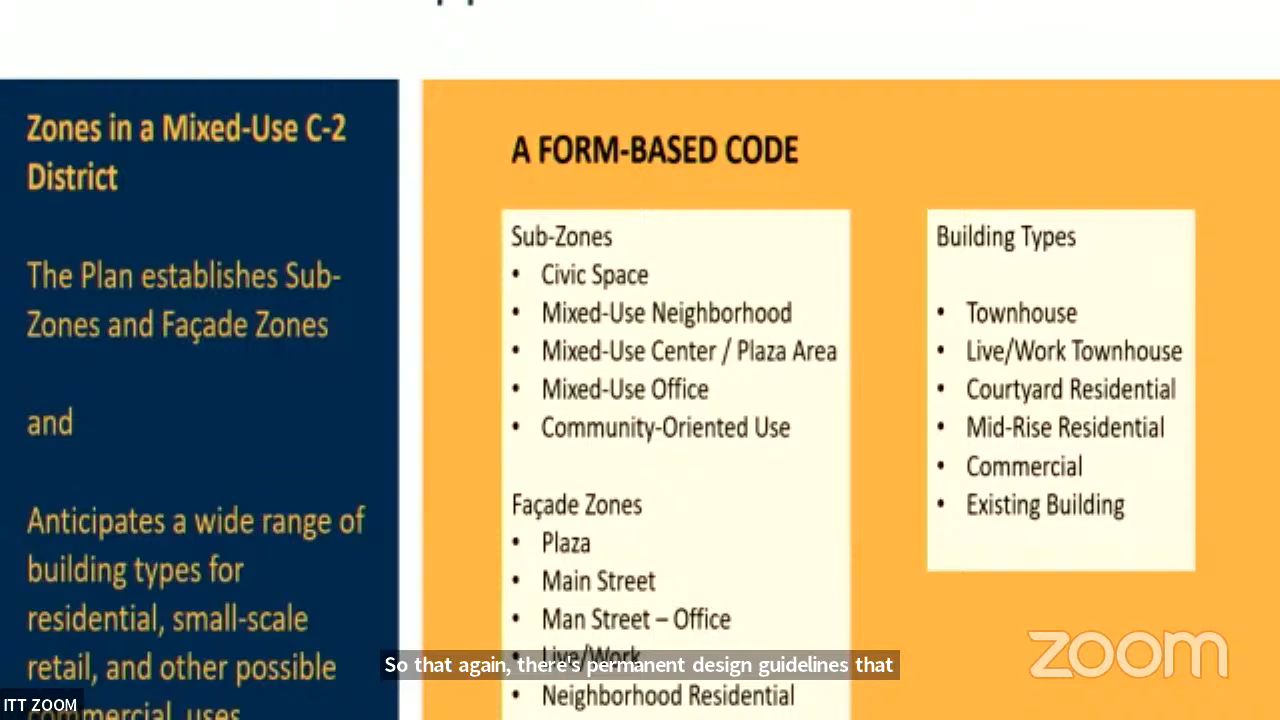 Zones in a Mixed-Use C-2
District
The Plan establishes Sub-
Zones and Façade Zones
and
Anticipates a wide range of
building types for
residential, small-scale
retail, and other possible
commercial uses
A FORM-BASED CODE
Sub-Zones
• Civic Space
• Mixed-Use Neighborhood
• Mixed-Use Center / Plaza Area
• Mixed-Use Office
• Community-Oriented Use
Façade Zones
• Plaza
• Main Street
• Man Street – Office
• Live/Work
• Neighborhood Residential
Building Types
• Townhouse
• Live/Work Townhouse
• Courtyard Residential
• Mid-Rise Residential
• Commercial
• Existing Building
So that again, there's permanent design guidelines that
zoom
ITT ZOOM